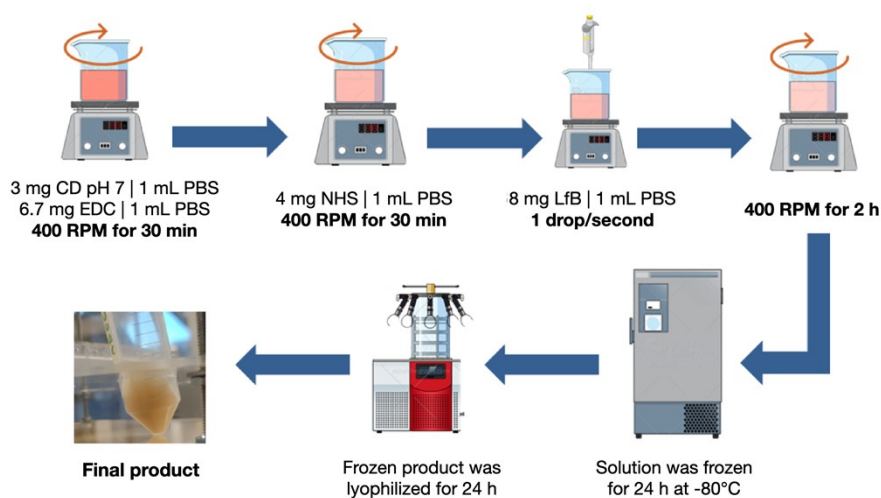 3 mg CD pH 7 | 1 mL PBS
6.7 mg EDC | 1 mL PBS
400 RPM for 30 min
4 mg NHS | 1 mL PBS
400 RPM for 30 min
8 mg LfB | 1 mL PBS
1 drop/second
400 RPM for 2 h
Final product
Frozen product was
lyophilized for 24 h
Solution was frozen
for 24 h at -80°C